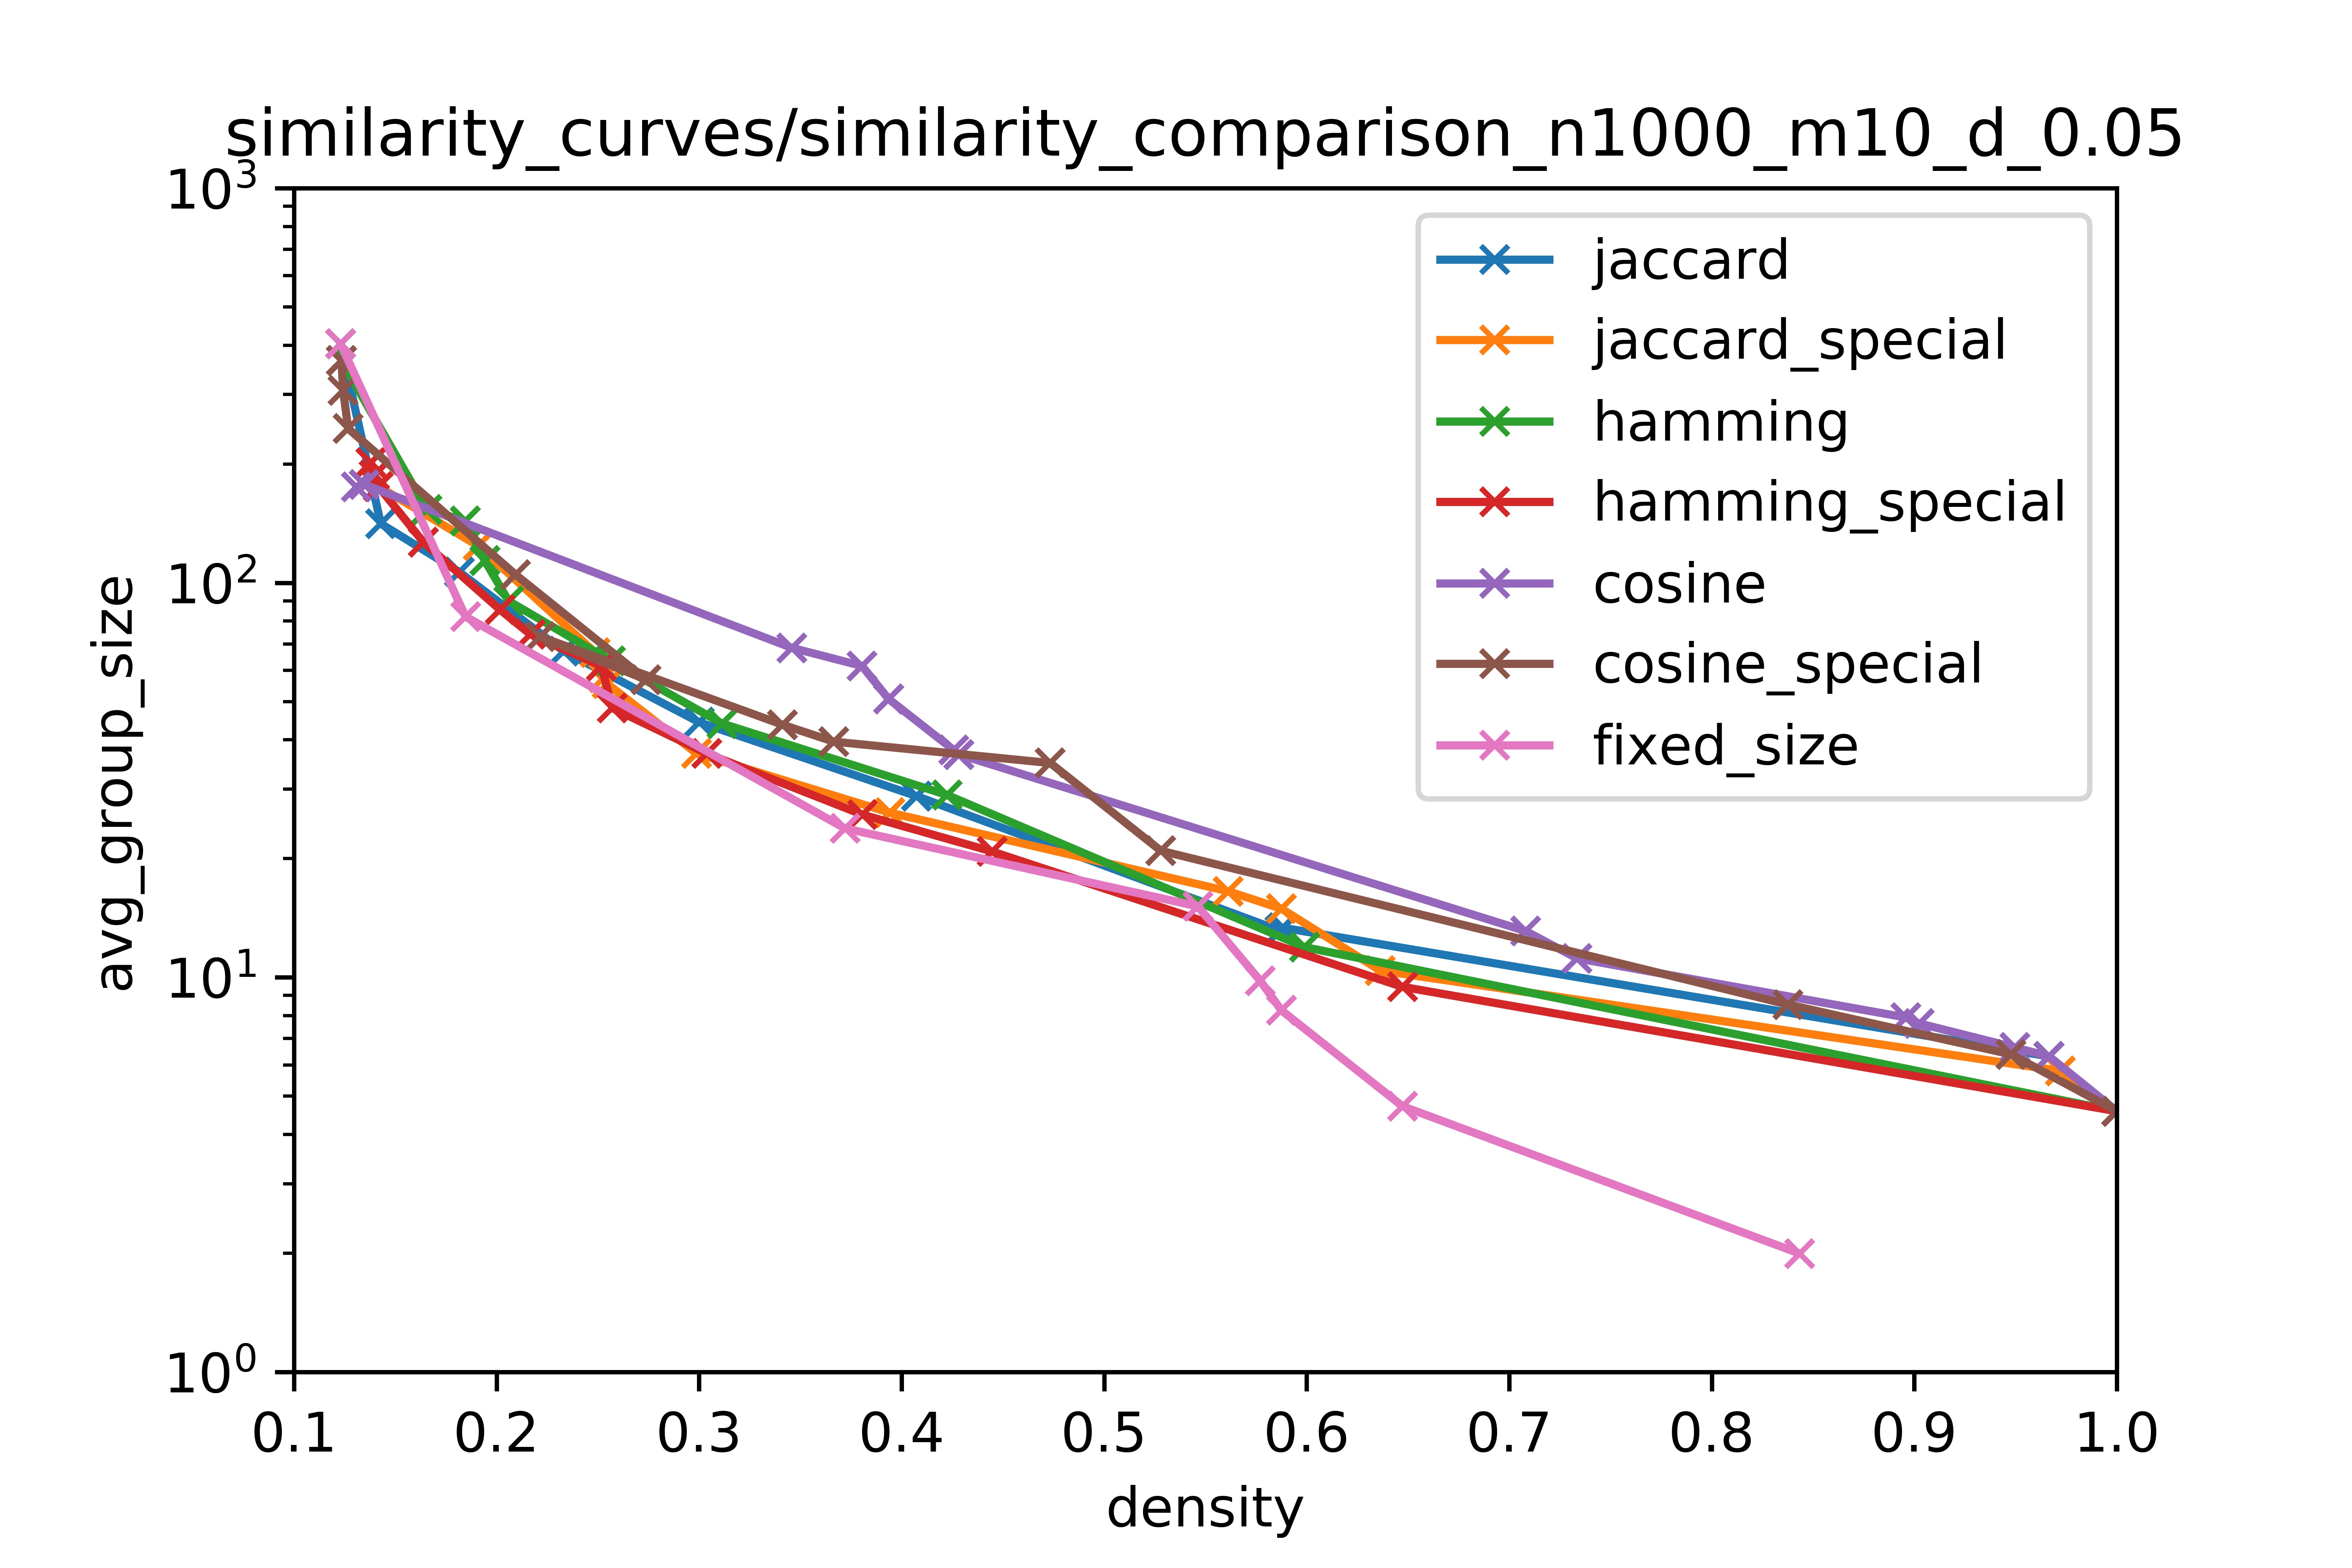 similarity_curves/similarity_comparison_n1000_m10_d_0.05
10³
10²
10¹
10⁰
avg_group_size
jaccard
jaccard_special
hamming
hamming_special
cosine
cosine_special
fixed_size
0.1 0.2 0.3 0.4 0.5 0.6 0.7 0.8 0.9 1.0
density